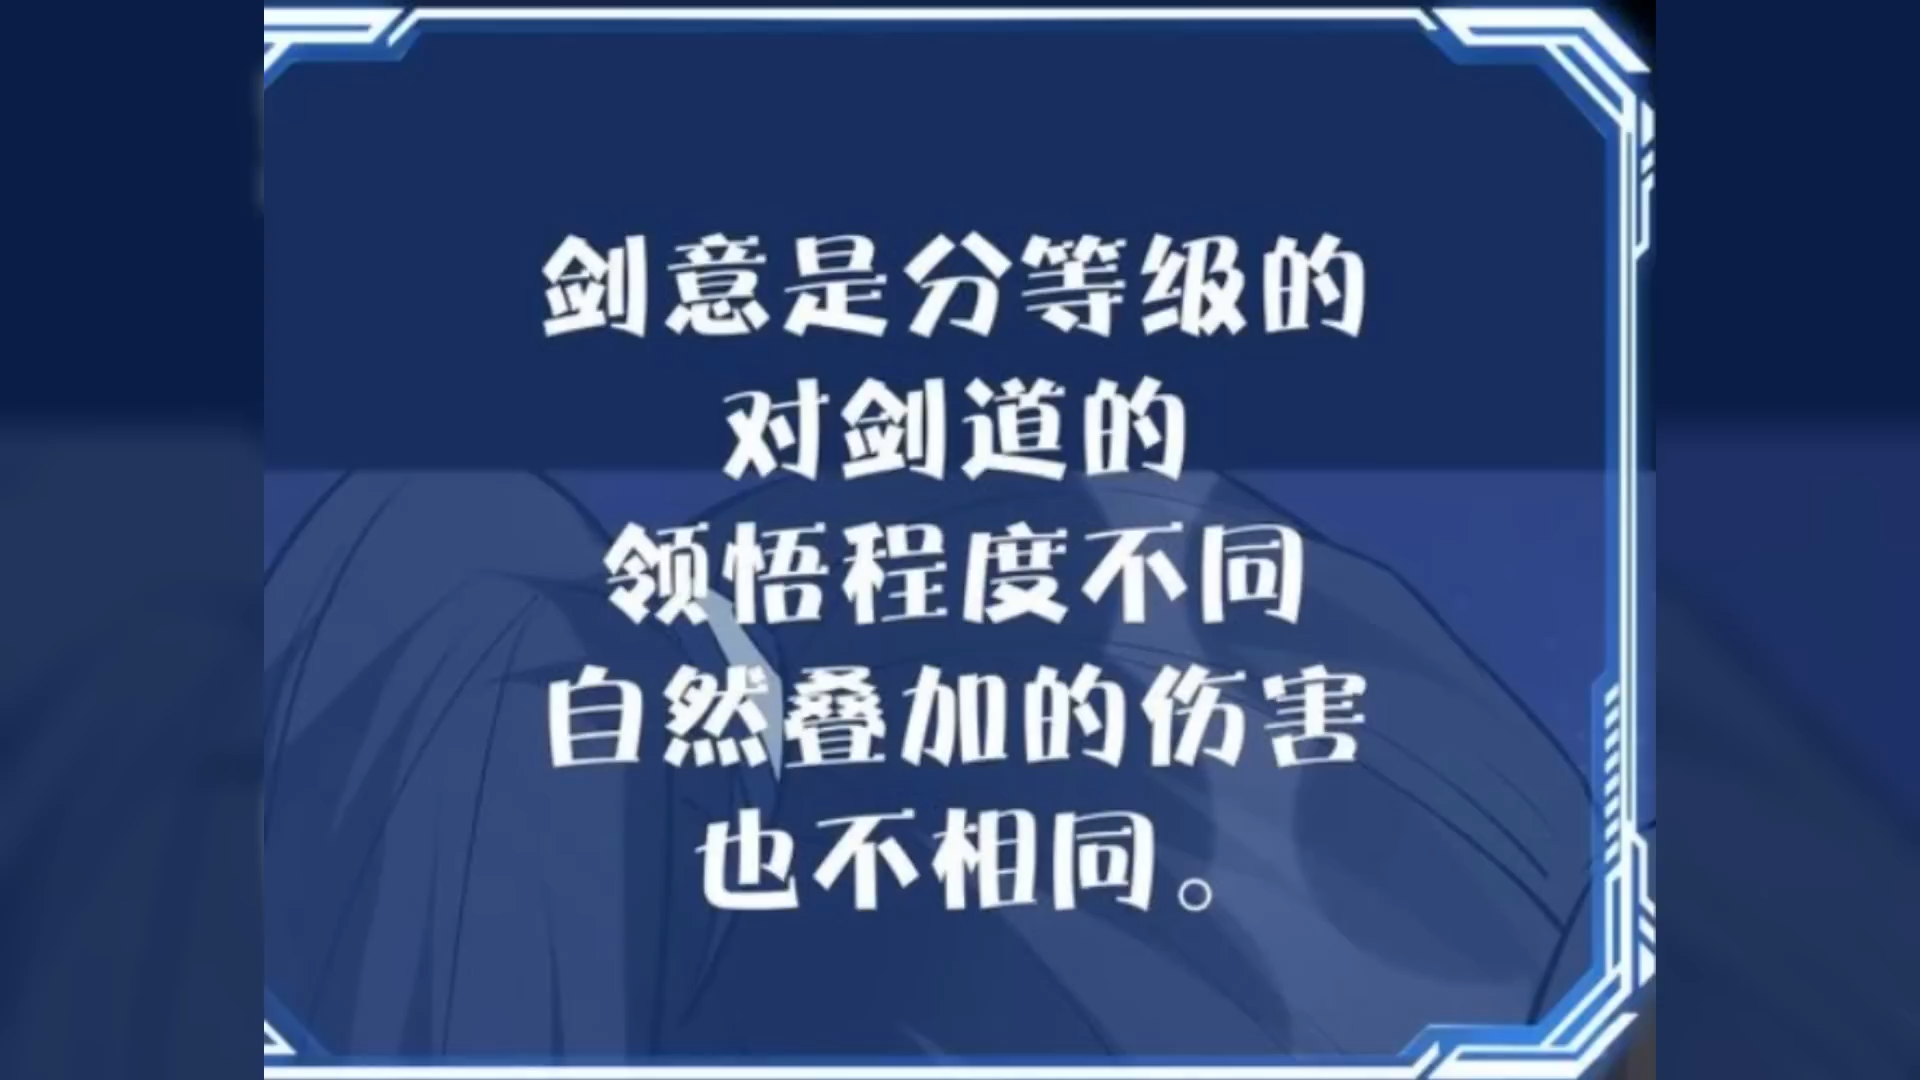 剑意是分等级的
对剑道的
领悟程度不同
自然叠加的伤害
也不相同。